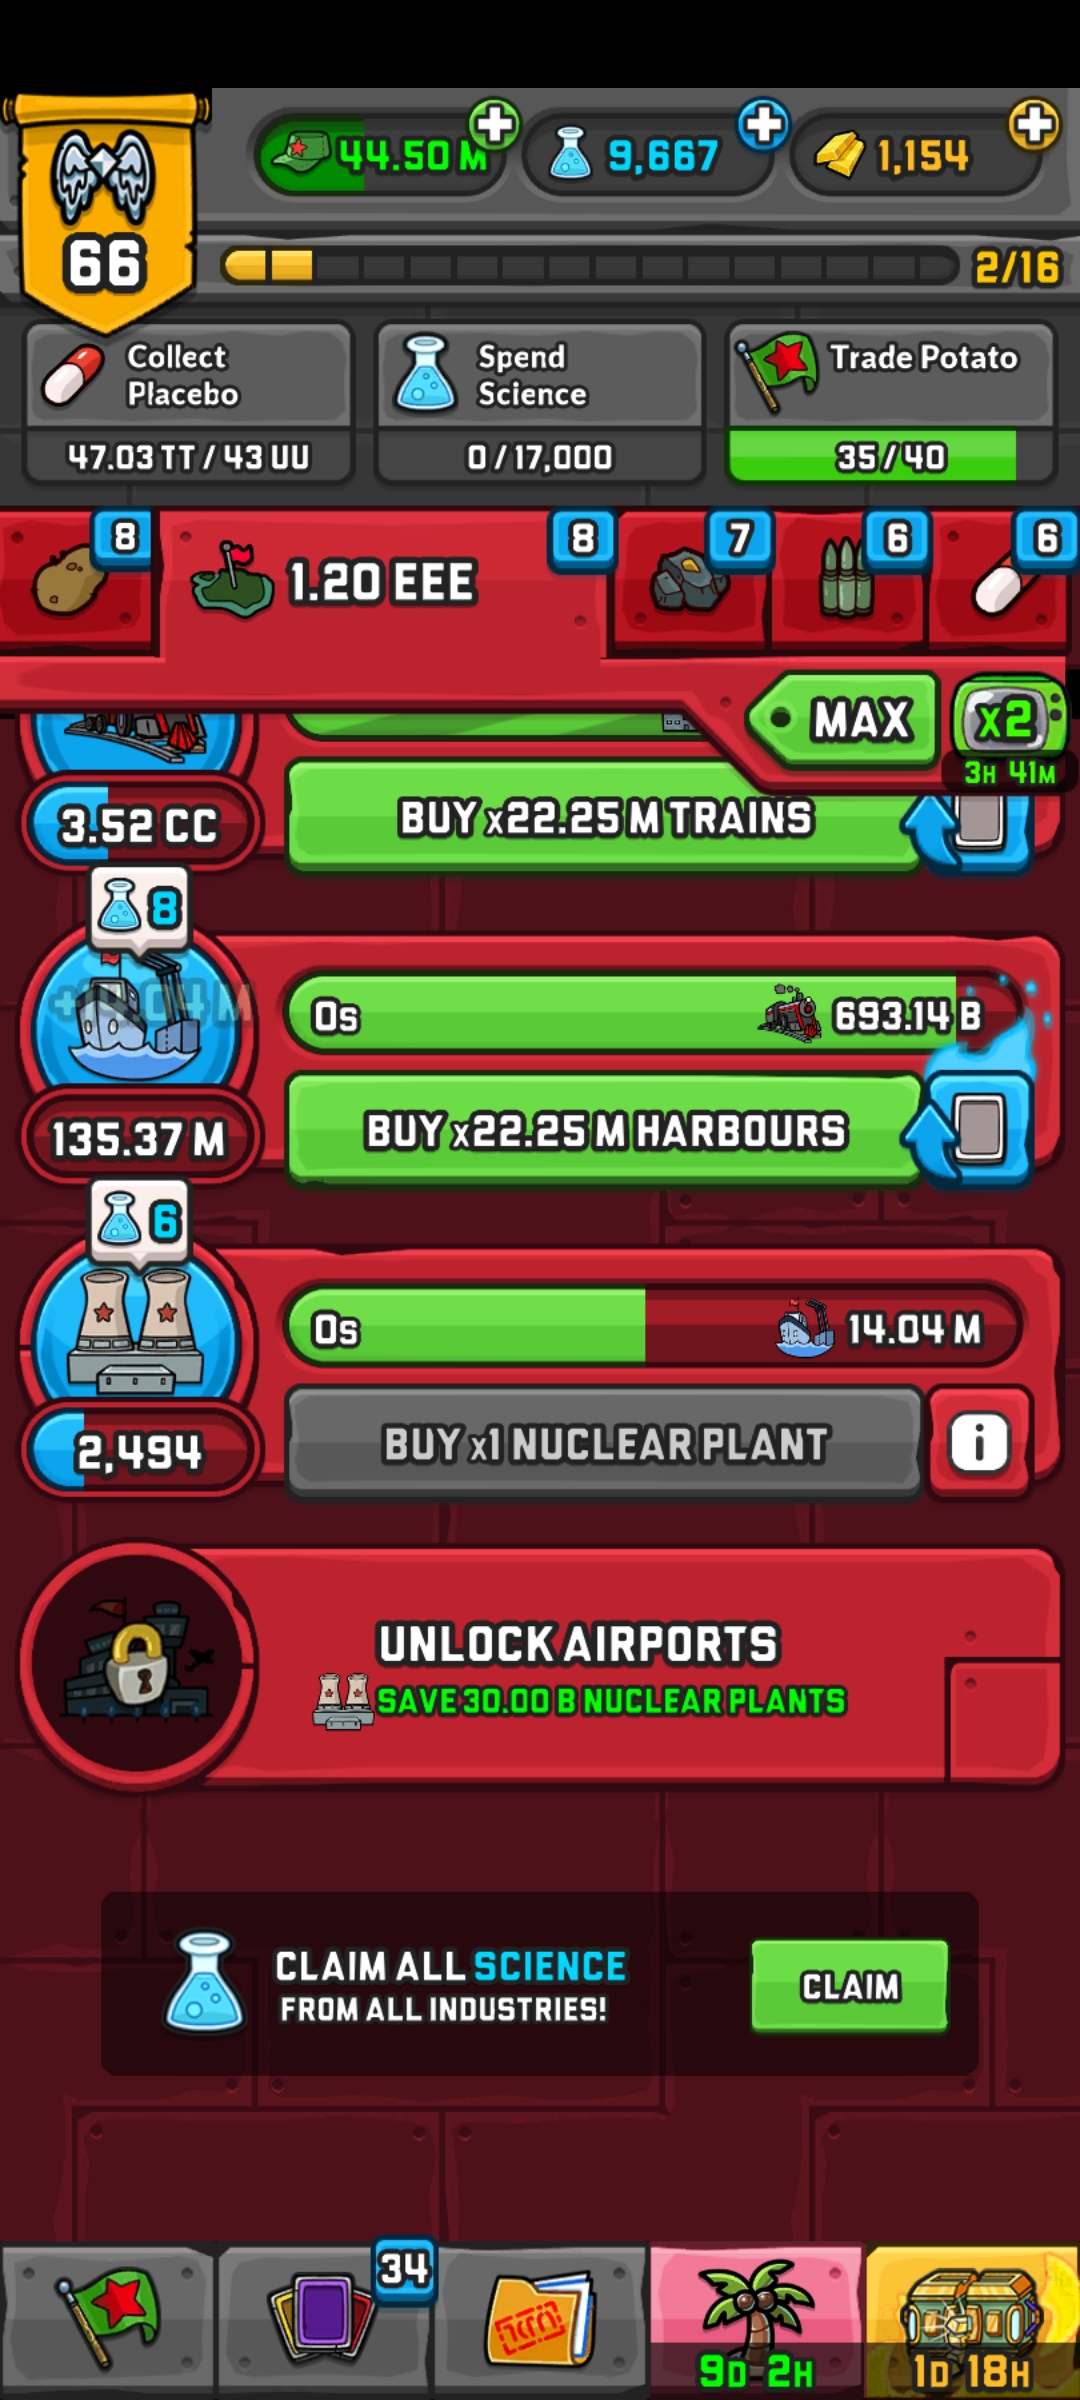 44.50 M
9,667
1,154
66
2/16
Collect
Placebo
Spend
Science
Trade Potato
47.03 TT / 43 UU
0 / 17,000
35 / 40
8
1.20 EEE
8
7
6
6
MAX
x2
3H 41M
3.52 CC
BUY x22.25 M TRAINS
8
0s
693.14 B
135.37 M
BUY x22.25 M HARBOURS
6
0s
14.04 M
2,494
BUY x1 NUCLEAR PLANT
i
UNLOCK AIRPORTS
SAVE 30.00 B NUCLEAR PLANTS
CLAIM ALL SCIENCE
FROM ALL INDUSTRIES!
CLAIM
34
9D 2H
1D 18H